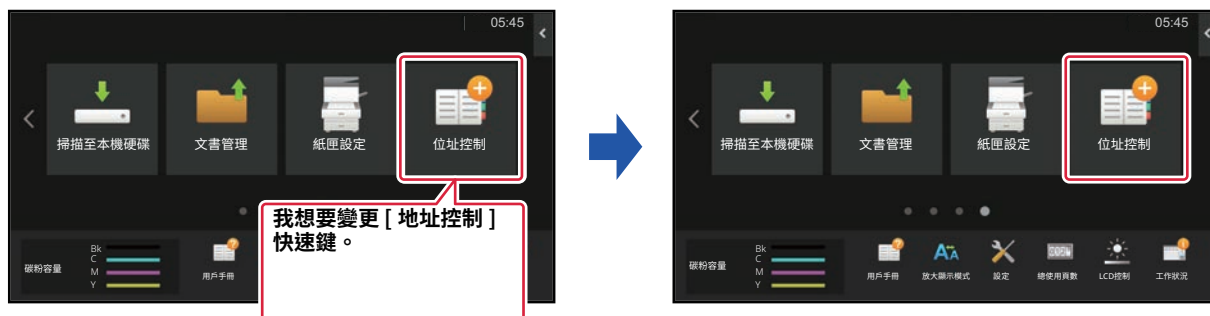 05:45
掃描至本機硬碟
文書管理
紙匣設定
位址控制
我想要變更 [ 地址控制 ]
快速鍵。
碳粉容量
Bk
C
M
Y
用戶手冊
05:45
掃描至本機硬碟
文書管理
紙匣設定
位址控制
碳粉容量
Bk
C
M
Y
用戶手冊
放大顯示模式
設定
總使用頁數
LCD控制
工作狀況